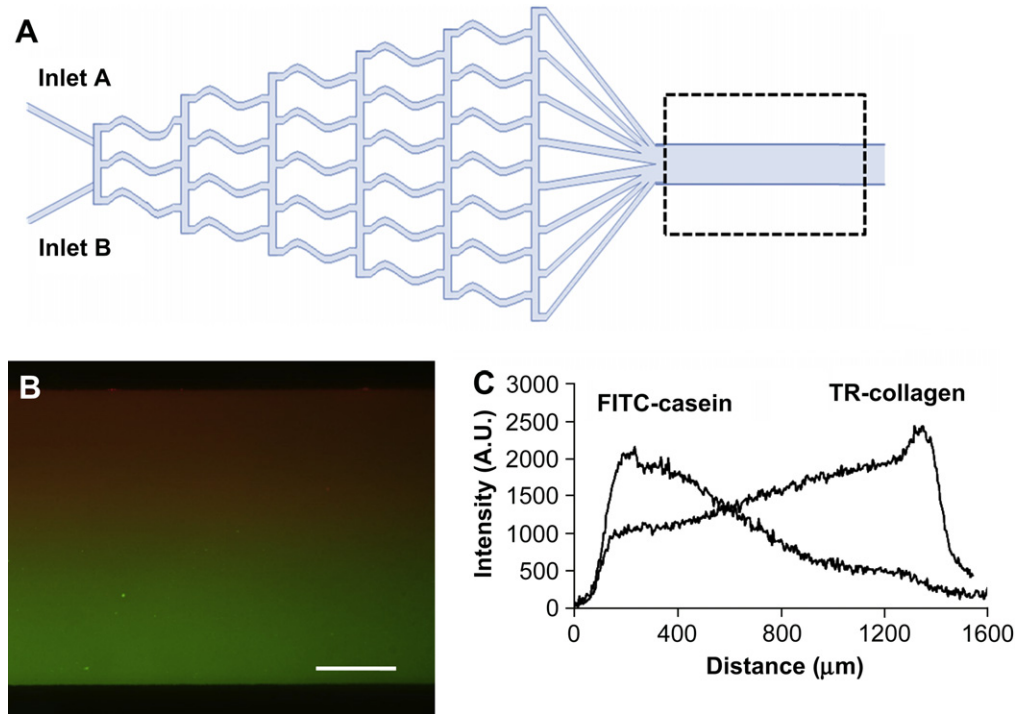 A
Inlet A
Inlet B
B
C
FITC-casein
TR-collagen
Intensity (A.U.)
3000
2500
2000
1500
1000
500
0
0 400 800 1200 1600
Distance (μm)